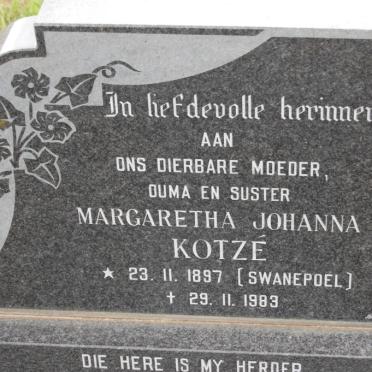 In liefdevolle herinner
AAN
ONS DIERBARE MOEDER,
OUMA EN SUSTER
MARGARETHA JOHANNA
KOTZÉ
★ 23. 11. 1897 [SWANEPOEL]
✝ 29. 11. 1983
DIE HERE IS MY HERDER